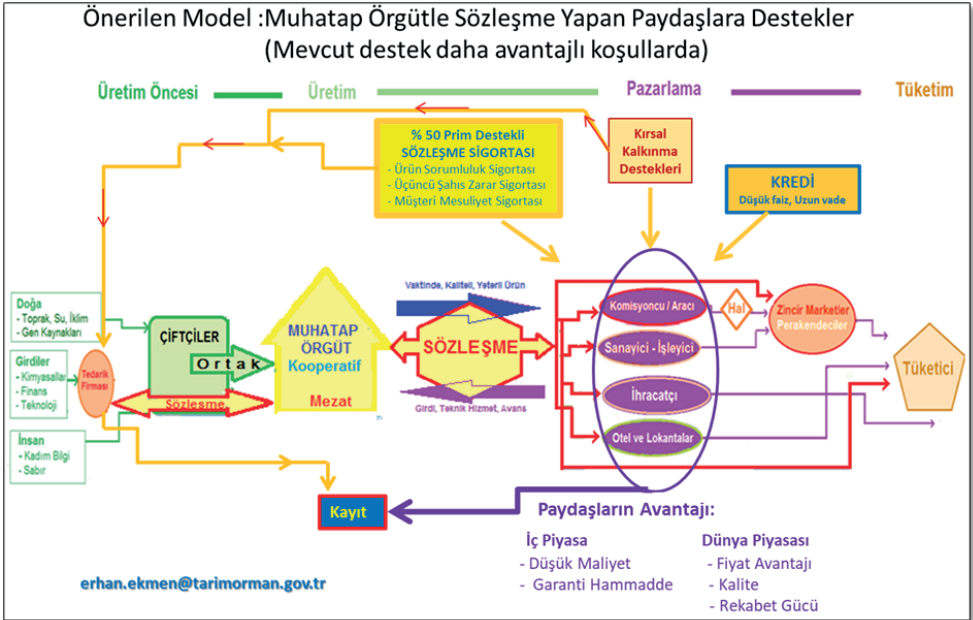 Önerilen Model :Muhatap Örgütle Sözleşme Yapan Paydaşlara Destekler
(Mevcut destek daha avantajlı koşullarda)
Üretim Öncesi
Üretim
Pazarlama
Tüketim
% 50 Prim Destekli
SÖZLEŞME SİGORTASI
- Ürün Sorumluluk Sigortası
- Üçüncü Şahıs Zarar Sigortası
- Müşteri Mesuliyet Sigortası
Kırsal
Kalkınma
Destekleri
KREDİ
Düşük faiz, Uzun vade
Doğa
- Toprak, Su, İklim
- Gen Kaynakları
Girdiler
- Kimyasallar
- Finans
- Teknoloji
İnsan
- Kadım Bilgi
- Sabır
Tedarik
Firması
ÇİFTÇİLER
Ortak
Sözleşme
MUHATAP
ÖRGÜT
Kooperatif
Mezat
Vaktinde, Kaliteli, Yeterli Ürün
SÖZLEŞME
Girdi, Teknik Hizmet, Avans
Komisyoncu / Aracı
Sanayici - İşleyici
İhracatçı
Otel ve Lokantalar
Hal
Zincir Marketler
Perakendeciler
Tüketici
Kayıt
Paydaşların Avantajı:
İç Piyasa
- Düşük Maliyet
- Garanti Hammadde
Dünya Piyasası
- Fiyat Avantajı
- Kalite
- Rekabet Gücü
erhan.ekmen@tarimorman.gov.tr